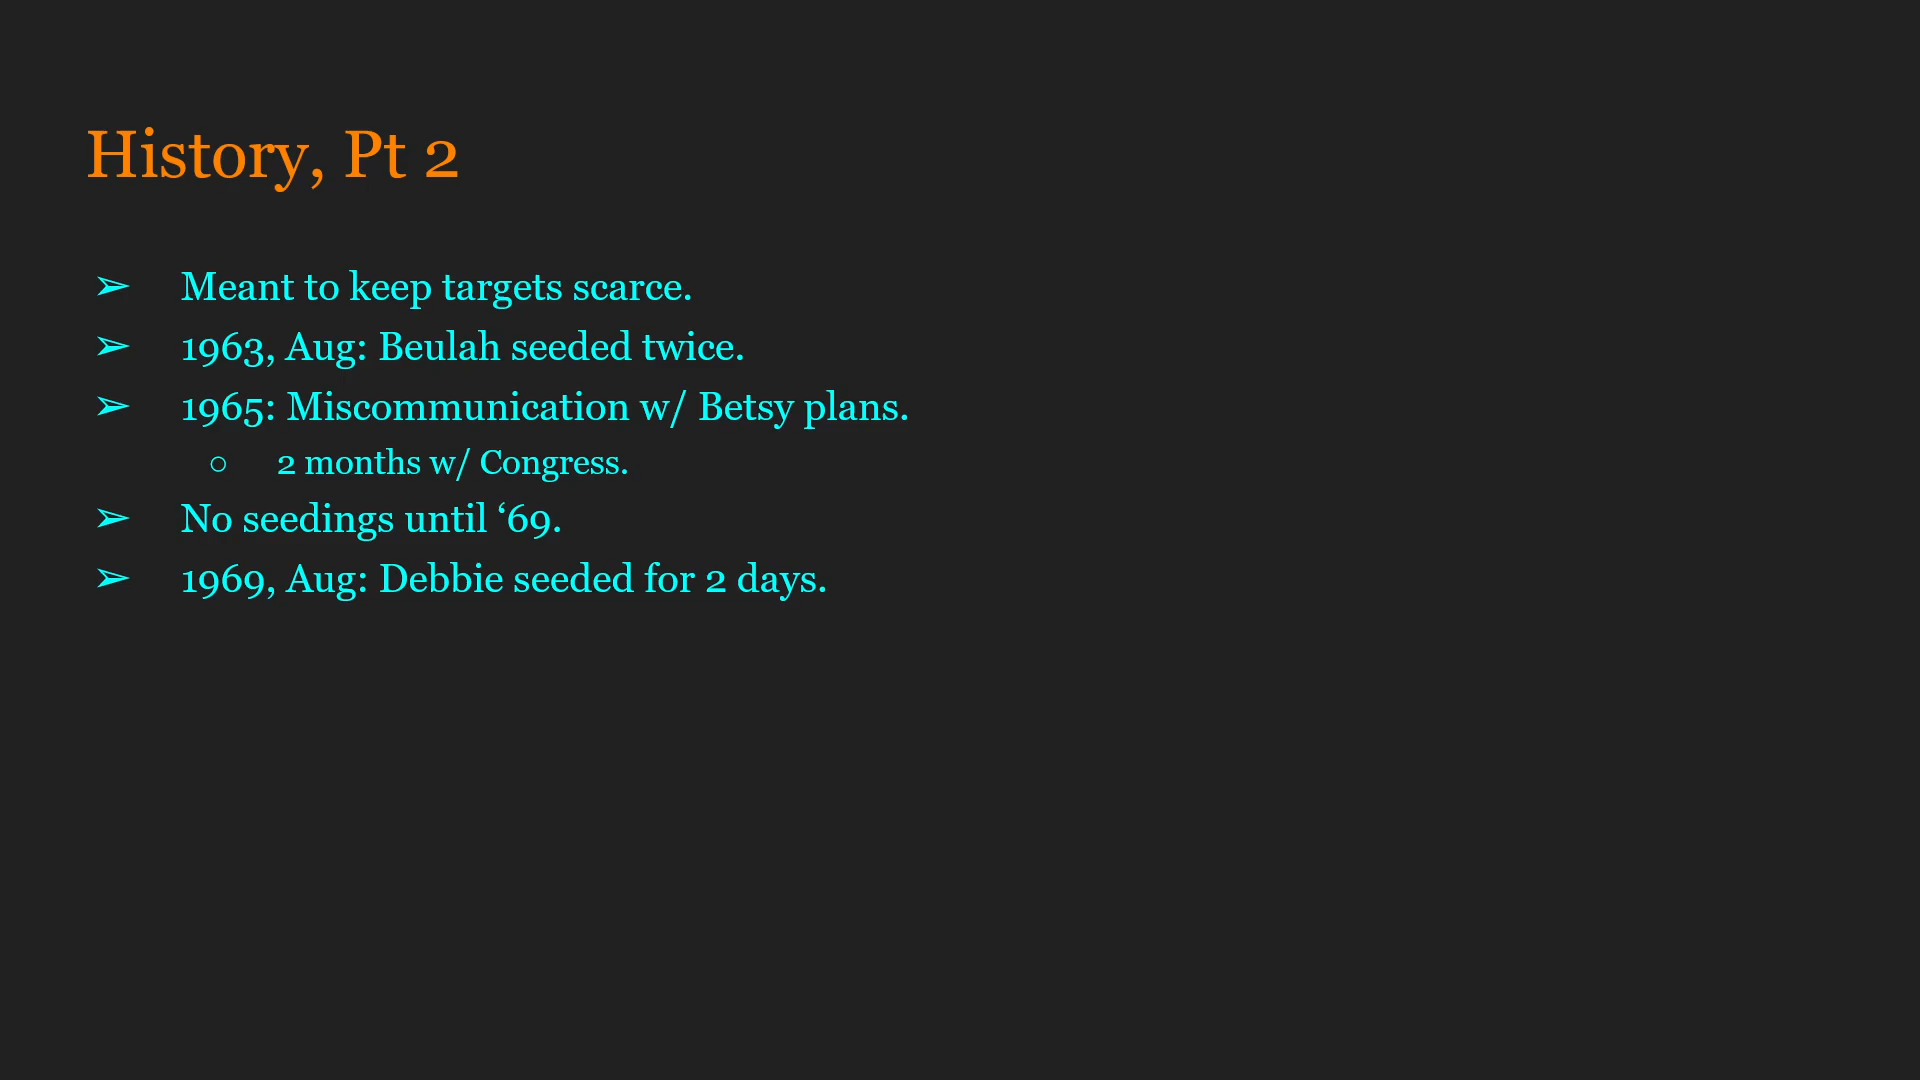 History, Pt 2
➢ Meant to keep targets scarce.
➢ 1963, Aug: Beulah seeded twice.
➢ 1965: Miscommunication w/ Betsy plans.
○ 2 months w/ Congress.
➢ No seedings until ‘69.
➢ 1969, Aug: Debbie seeded for 2 days.